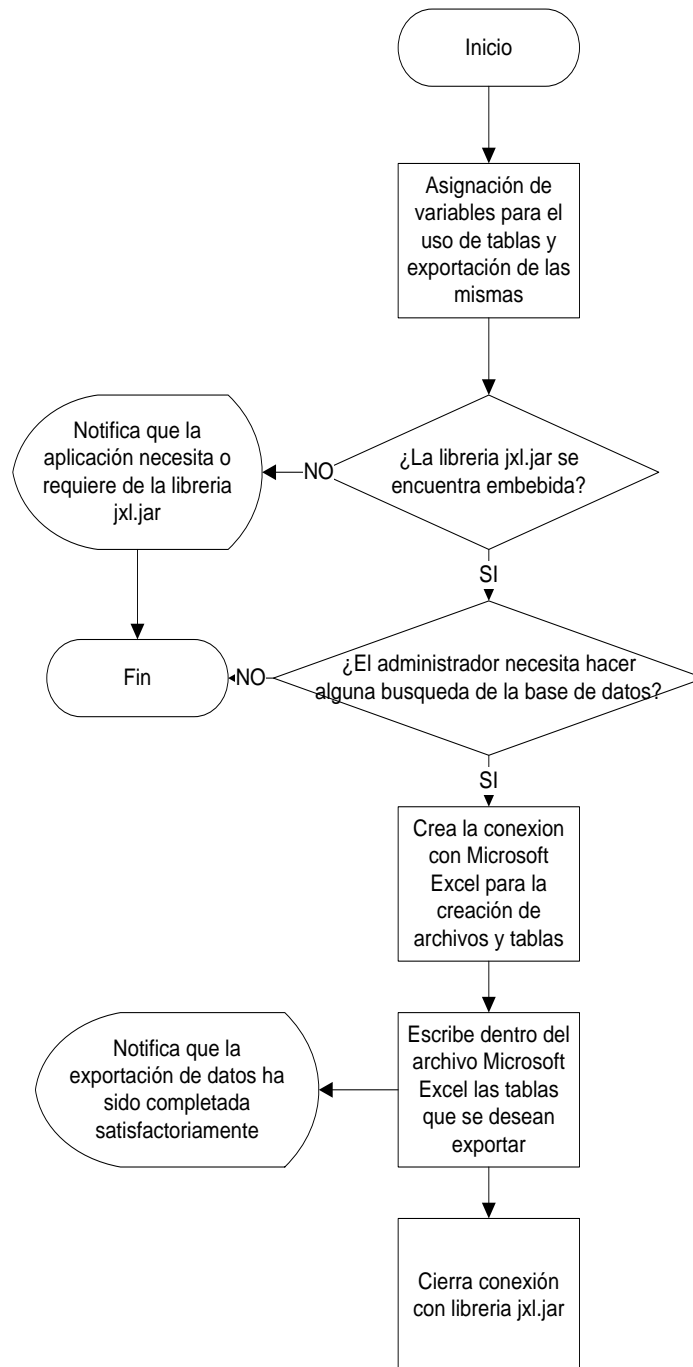 Inicio
Asignación de
variables para el
uso de tablas y
exportación de las
mismas
Notifica que la
aplicación necesita o
requiere de la libreria
jxl.jar
NO
¿La libreria jxl.jar se
encuentra embebida?
SI
Fin
NO
¿El administrador necesita hacer
alguna busqueda de la base de datos?
SI
Crea la conexion
con Microsoft
Excel para la
creación de
archivos y tablas
Notifica que la
exportación de datos ha
sido completada
satisfactoriamente
Escribe dentro del
archivo Microsoft
Excel las tablas
que se desean
exportar
Cierra conexión
con libreria jxl.jar